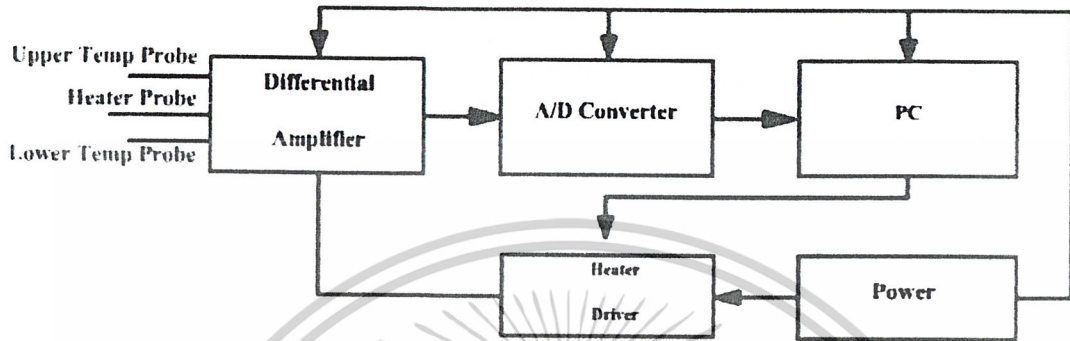 Upper Temp Probe
Heater Probe
Lower Temp Probe
Differential
Amplifier
A/D Converter
PC
Heater
Driver
Power